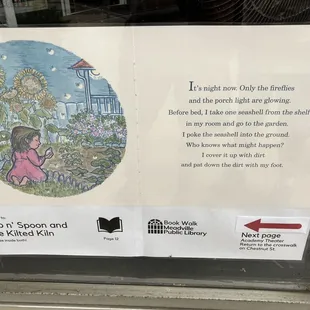 It's night now. Only the fireflies
and the porch light are glowing.
Before bed, I take one seashell from the shelf
in my room and go to the garden.
I poke the seashell into the ground.
Who knows what might happen?
I cover it up with dirt
and pat down the dirt with my foot.
n' Spoon and
Kilted Kiln
Page 12
Book Walk
Meadville
Public Library
Next page
Academy Theater
Return to the crosswalk
on Chestnut St.